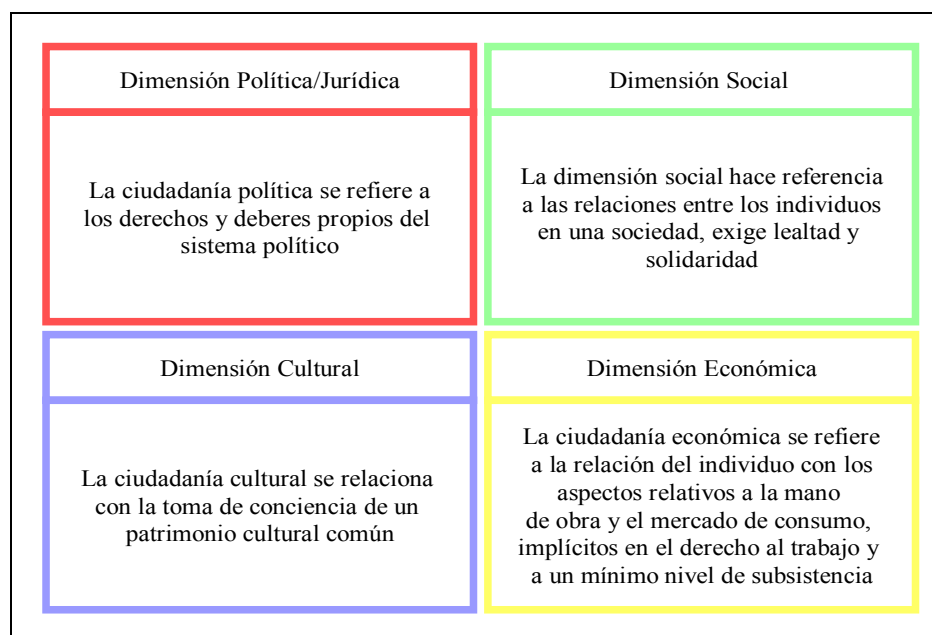 Dimensión Política/Jurídica
La ciudadanía política se refiere a
los derechos y deberes propios del
sistema político
Dimensión Social
La dimensión social hace referencia
a las relaciones entre los individuos
en una sociedad, exige lealtad y
solidaridad
Dimensión Cultural
La ciudadanía cultural se relaciona
con la toma de conciencia de un
patrimonio cultural común
Dimensión Económica
La ciudadanía económica se refiere
a la relación del individuo con los
aspectos relativos a la mano
de obra y el mercado de consumo,
implícitos en el derecho al trabajo y
a un mínimo nivel de subsistencia